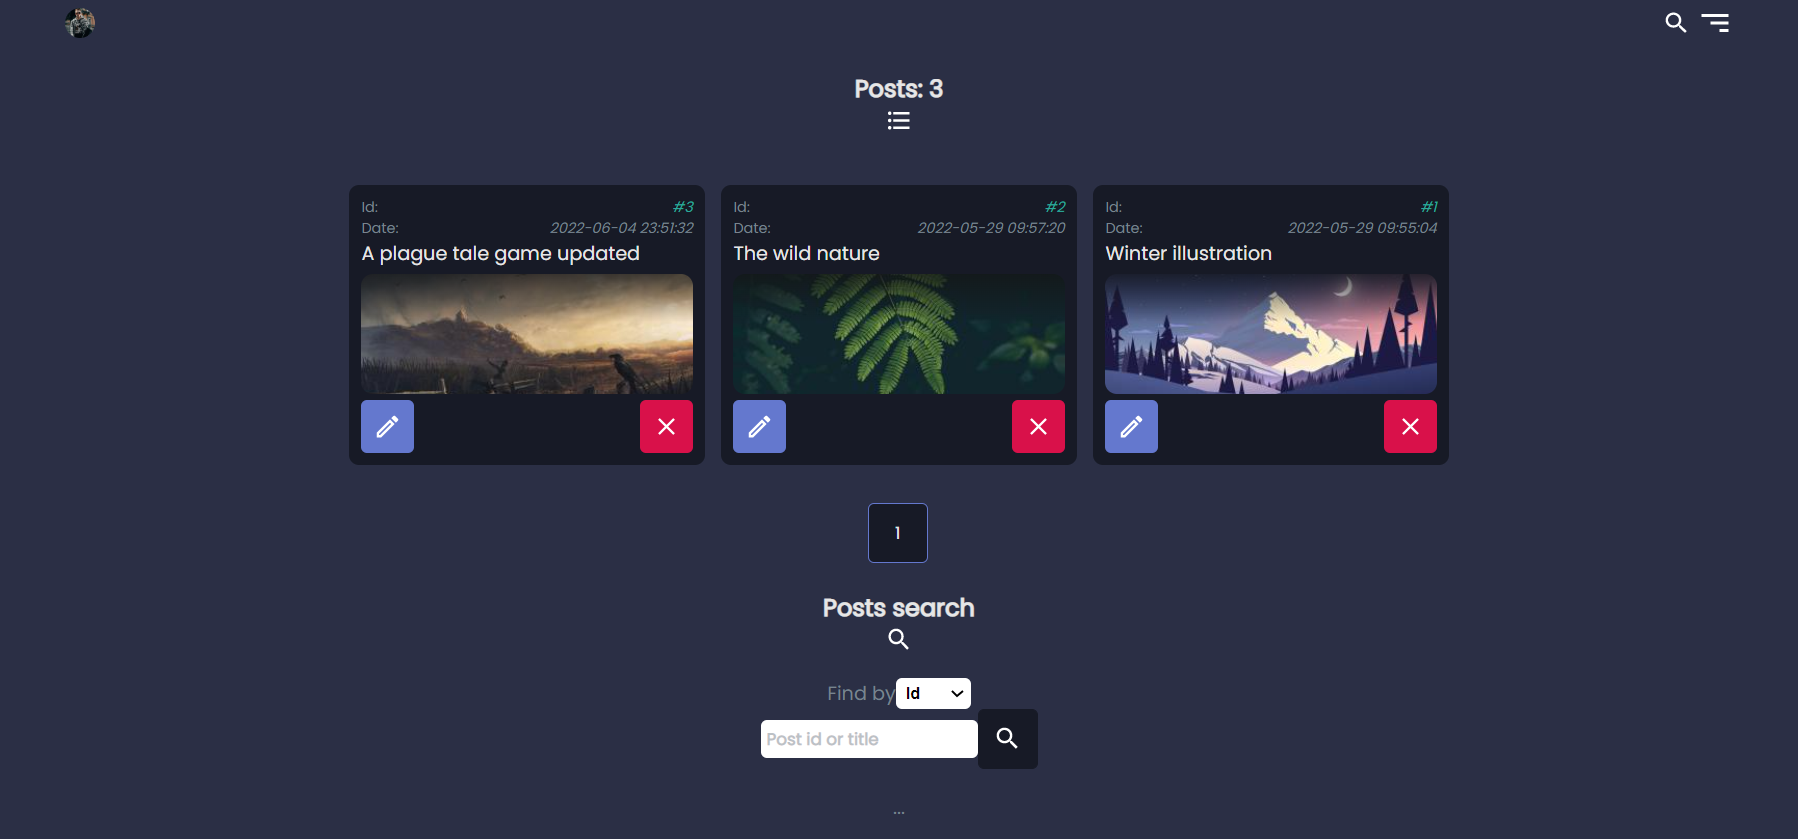 Posts: 3
Id: #3
Date: 2022-06-04 23:51:32
A plague tale game updated
Id: #2
Date: 2022-05-29 09:57:20
The wild nature
Id: #1
Date: 2022-05-29 09:55:04
Winter illustration
1
Posts search
Find by Id
Post id or title
...